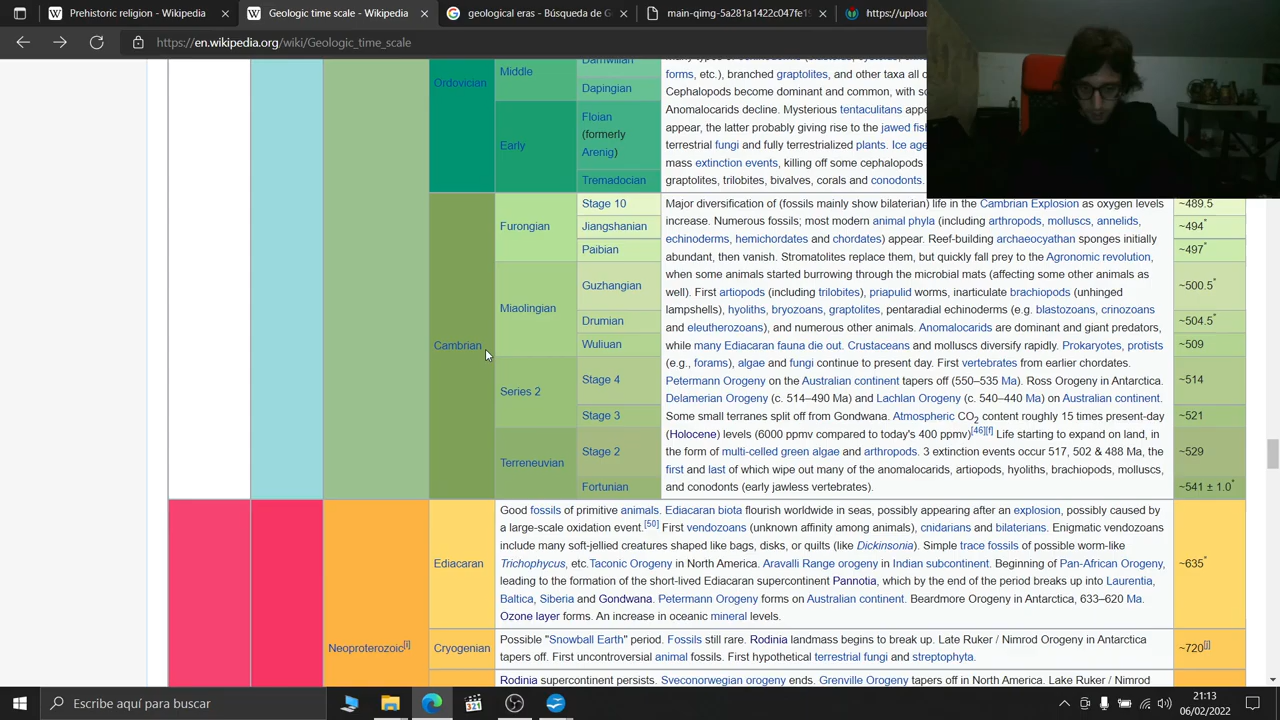 Prehistoric religion - Wikipedia
Geologic time scale - Wikipedia
geological eras - Búsqueda de G
main-qimg-5a281a1422c047fe19
https://upload
https://en.wikipedia.org/wiki/Geologic_time_scale
Ordovician
Middle
Darriwilian
Dapingian
Early
Floian
(formerly
Arenig)
Tremadocian
forms, etc.), branched graptolites, and other taxa all
Cephalopods become dominant and common, with
Anomalocarids decline. Mysterious tentaculitans
appear, the latter probably giving rise to the jawed
terrestrial fungi and fully terrestrialized plants. Ice
mass extinction events, killing off some cephalopods
graptolites, trilobites, bivalves, corals and conodonts.
Cambrian
Furongian
Stage 10
Jiangshanian
Paibian
Miaolingian
Guzhangian
Drumian
Wuliuan
Series 2
Stage 4
Stage 3
Terreneuvian
Stage 2
Fortunian
Major diversification of (fossils mainly show bilaterian) life in the Cambrian Explosion as oxygen levels
increase. Numerous fossils; most modern animal phyla (including arthropods, molluscs, annelids,
echinoderms, hemichordates and chordates) appear. Reef-building archaeocyathan sponges initially
abundant, then vanish. Stromatolites replace them, but quickly fall prey to the Agronomic revolution,
when some animals started burrowing through the microbial mats (affecting some other animals as
well). First artiopods (including trilobites), priapulid worms, inarticulate brachiopods (unhinged
lampshells), hyoliths, bryozoans, graptolites, pentaradial echinoderms (e.g. blastozoans, crinozoans
and eleutherozoans), and numerous other animals. Anomalocarids are dominant and giant predators,
while many Ediacaran fauna die out. Crustaceans and molluscs diversify rapidly. Prokaryotes, protists
(e.g., forams), algae and fungi continue to present day. First vertebrates from earlier chordates.
Petermann Orogeny on the Australian continent tapers off (550–535 Ma). Ross Orogeny in Antarctica.
Delamerian Orogeny (c. 514–490 Ma) and Lachlan Orogeny (c. 540–440 Ma) on Australian continent.
Some small terranes split off from Gondwana. Atmospheric CO2 content roughly 15 times present-day
(Holocene) levels (6000 ppmv compared to today's 400 ppmv)[46][f] Life starting to expand on land, in
the form of multi-celled green algae and arthropods. 3 extinction events occur 517, 502 & 488 Ma, the
first and last of which wipe out many of the anomalocarids, artiopods, hyoliths, brachiopods, molluscs,
and conodonts (early jawless vertebrates).
~489.5
~494*
~497*
~500.5*
~504.5*
~509
~514
~521
~529
~541 ± 1.0*
Neoproterozoic[i]
Ediacaran
Good fossils of primitive animals. Ediacaran biota flourish worldwide in seas, possibly appearing after an explosion, possibly caused by
a large-scale oxidation event.[50] First vendozoans (unknown affinity among animals), cnidarians and bilaterians. Enigmatic vendozoans
include many soft-jellied creatures shaped like bags, disks, or quilts (like Dickinsonia). Simple trace fossils of possible worm-like
Trichophycus, etc.Taconic Orogeny in North America. Aravalli Range orogeny in Indian subcontinent. Beginning of Pan-African Orogeny,
leading to the formation of the short-lived Ediacaran supercontinent Pannotia, which by the end of the period breaks up into Laurentia,
Baltica, Siberia and Gondwana. Petermann Orogeny forms on Australian continent. Beardmore Orogeny in Antarctica, 633–620 Ma.
Ozone layer forms. An increase in oceanic mineral levels.
~635*
Cryogenian
Possible "Snowball Earth" period. Fossils still rare. Rodinia landmass begins to break up. Late Ruker / Nimrod Orogeny in Antarctica
tapers off. First uncontroversial animal fossils. First hypothetical terrestrial fungi and streptophyta.
~720[j]
Rodinia supercontinent persists. Sveconorwegian orogeny ends. Grenville Orogeny tapers off in North America. Lake Ruker / Nimrod
Escribe aquí para buscar
21:13
06/02/2022